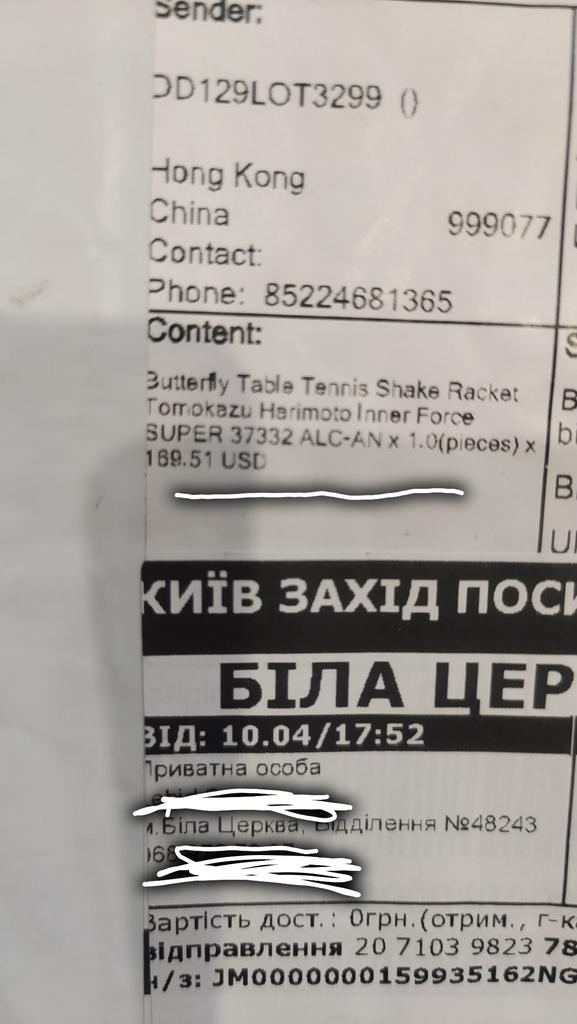 Sender:
DD129LOT3299 ()
Hong Kong
China 999077
Contact:
Phone: 85224681365
Content:
Butterfly Table Tennis Shake Racket
Tomokazu Harimoto Inner Force
SUPER 37332 ALC-AN x 1.0(pieces) x
169.51 USD
КИЇВ ЗАХІД ПОСИ
БІЛА ЦЕР
ВІД: 10.04/17:52
Приватна особа
м.Біла Церква, Відділення №48243
Вартість дост.: 0грн.(отрим., г-к
відправлення 20 7103 9823 78
н/з: JM0000000159935162NG